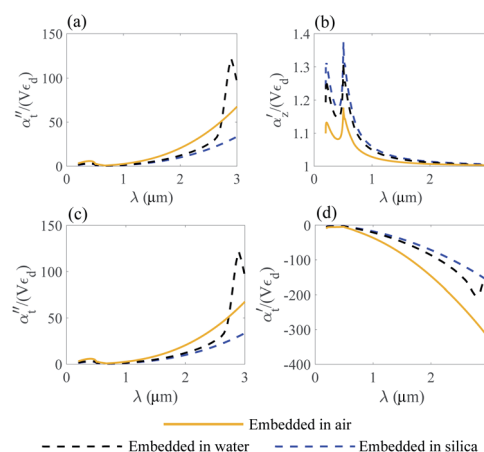 (a)
(b)
150
100
50
0
α″t/(Vϵd)
0 1 2 3
λ (μm)
1.4
1.3
1.2
1.1
1
α′z/(Vϵd)
0 1 2
λ (μm)
(c)
(d)
150
100
50
0
α″t/(Vϵd)
0 1 2 3
λ (μm)
0
-100
-200
-300
-400
α′t/(Vϵd)
0 2
λ (μm)
Embedded in air
Embedded in water
Embedded in silica